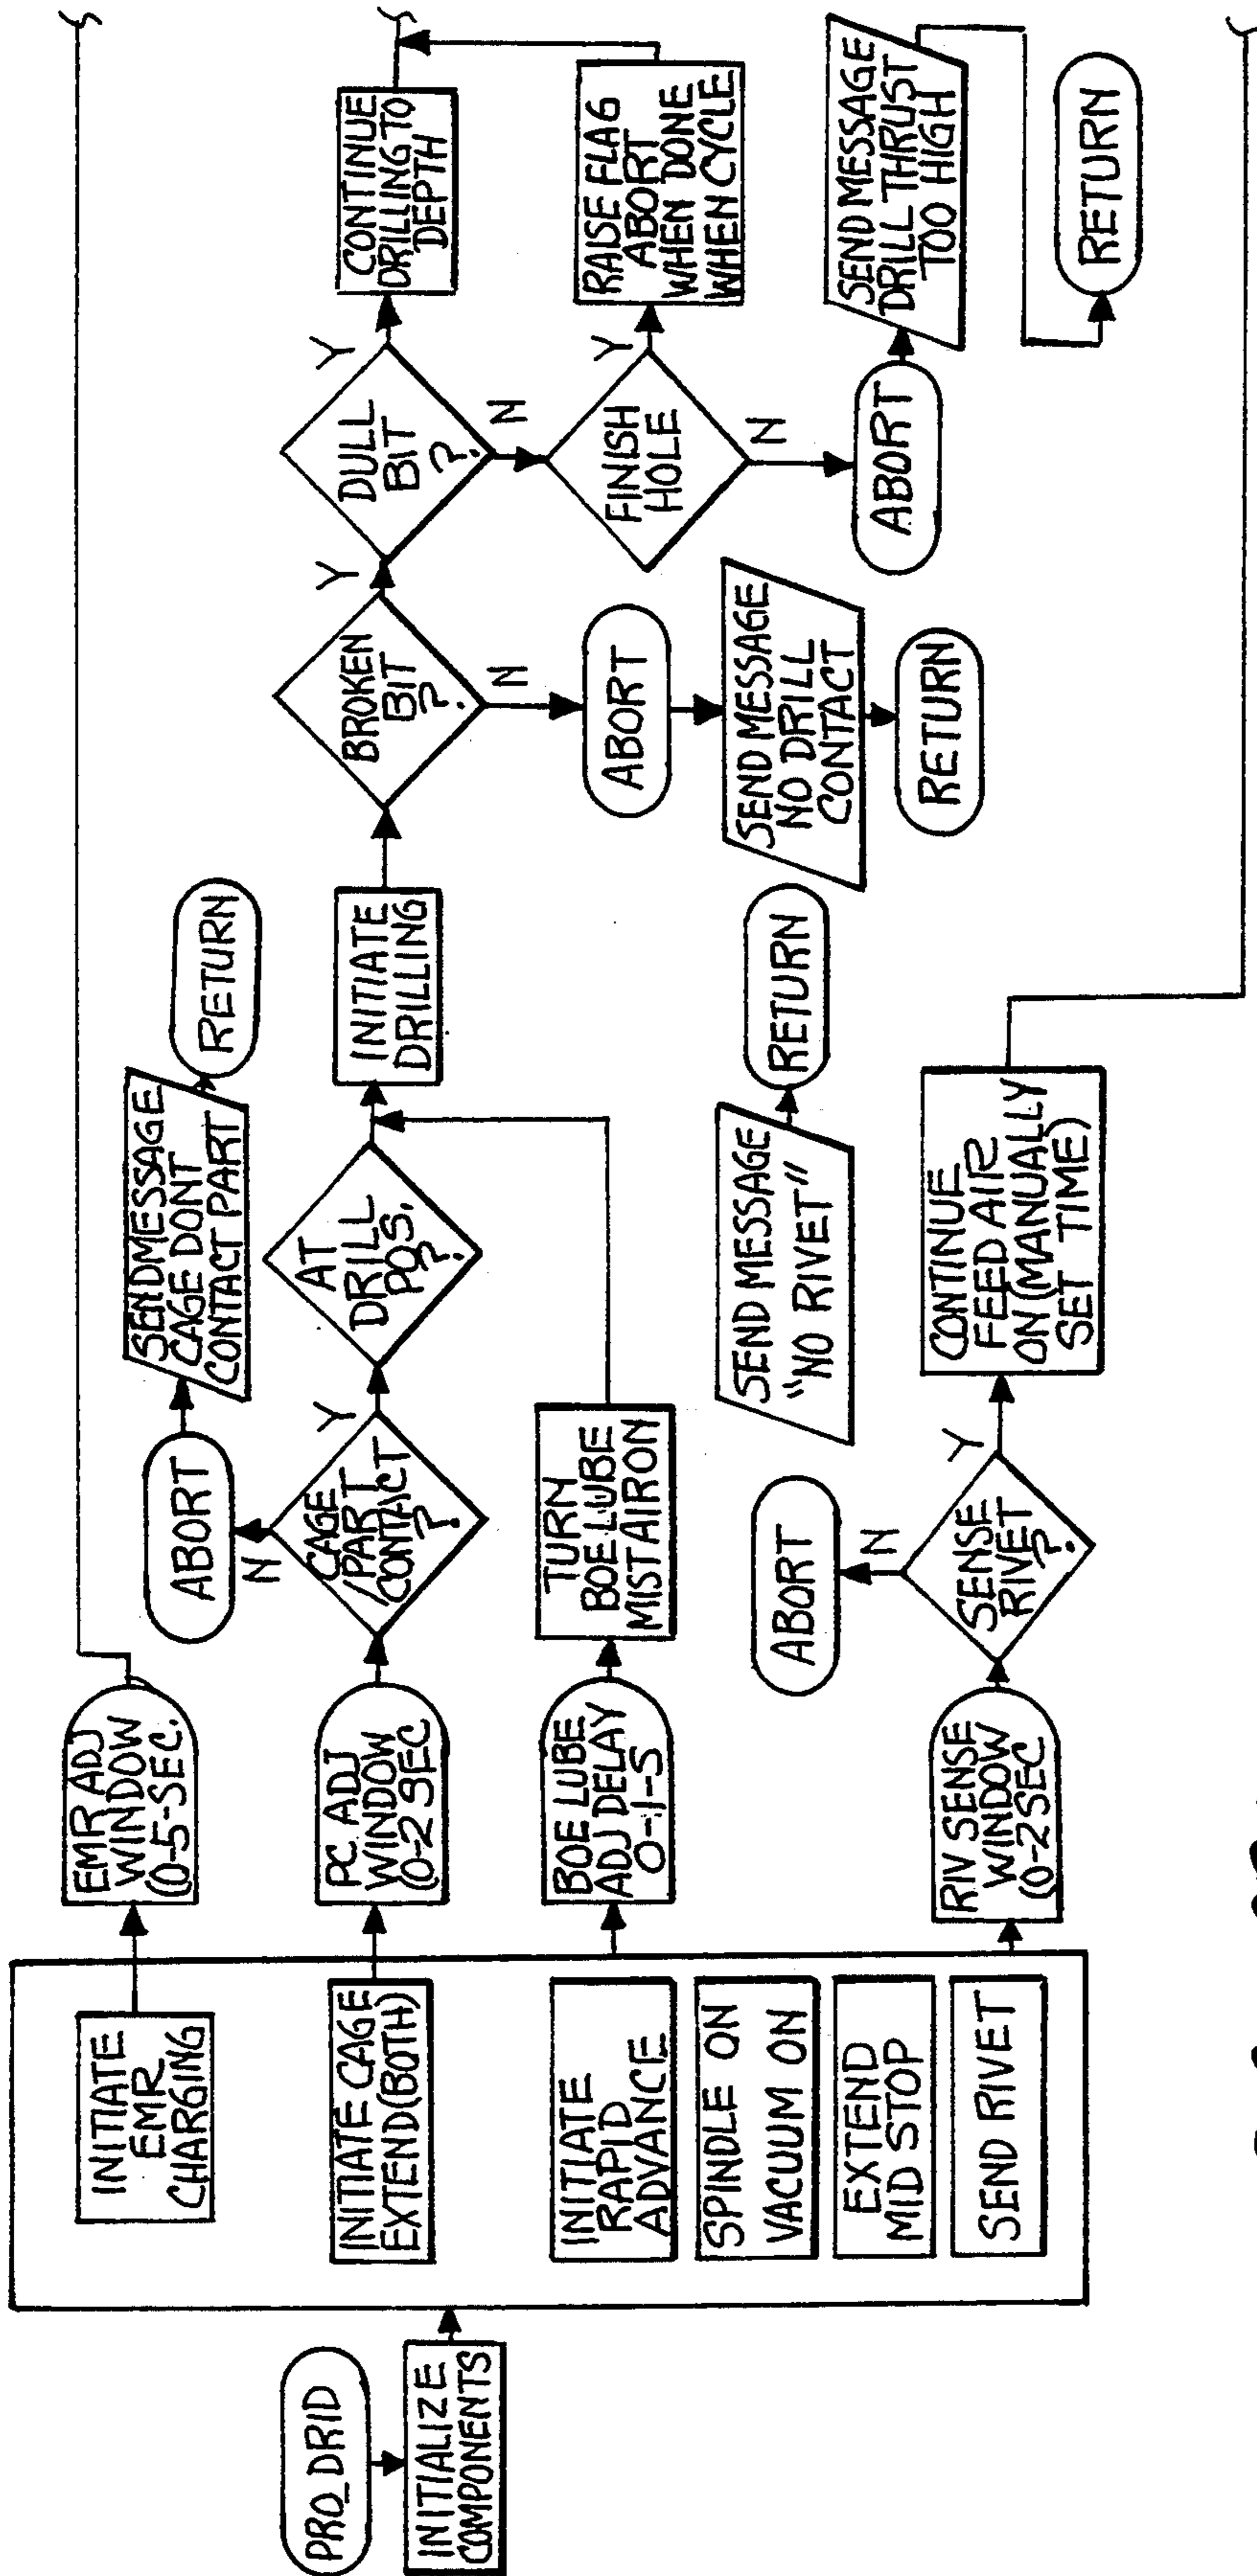 PRO_DRID
INITIALIZE
COMPONENTS
INITIATE
EMR
CHARGING
INITIATE CAGE
EXTEND(BOTH)
INITIATE
RAPID
ADVANCE
SPINDLE ON
VACUUM ON
EXTEND
MID STOP
SEND RIVET
EMR ADJ
WINDOW
(0-5-SEC.
PC ADJ
WINDOW
(0-2 SEC
BOE LUBE
ADJ DELAY
0-1-S
RIV SENSE
WINDOW
(0-2SEC
ABORT
N
CAGE
/PART
CONTACT
?
Y
SENDMESSAGE
CAGE DONT
CONTACT PART
RETURN
AT
DRILL
POS.
?
TURN
BOE LUBE
MISTAIRON
ABORT
N
SENSE
RIVET
?
Y
SEND MESSAGE
"NO RIVET"
RETURN
CONTINUE
FEED AIR
ON(MANUALLY
SET TIME)
INITIATE
DRILLING
BROKEN
BIT
?
Y
N
ABORT
SEND MESSAGE
NO DRILL
CONTACT
RETURN
DULL
BIT
?
Y
N
CONTINUE
DRILLING TO
DEPTH
FINISH
HOLE
Y
N
RAISE FLAG
ABORT
WHEN DONE
WHEN CYCLE
ABORT
SEND MESSAGE
DRILL THRUST
TOO HIGH
RETURN